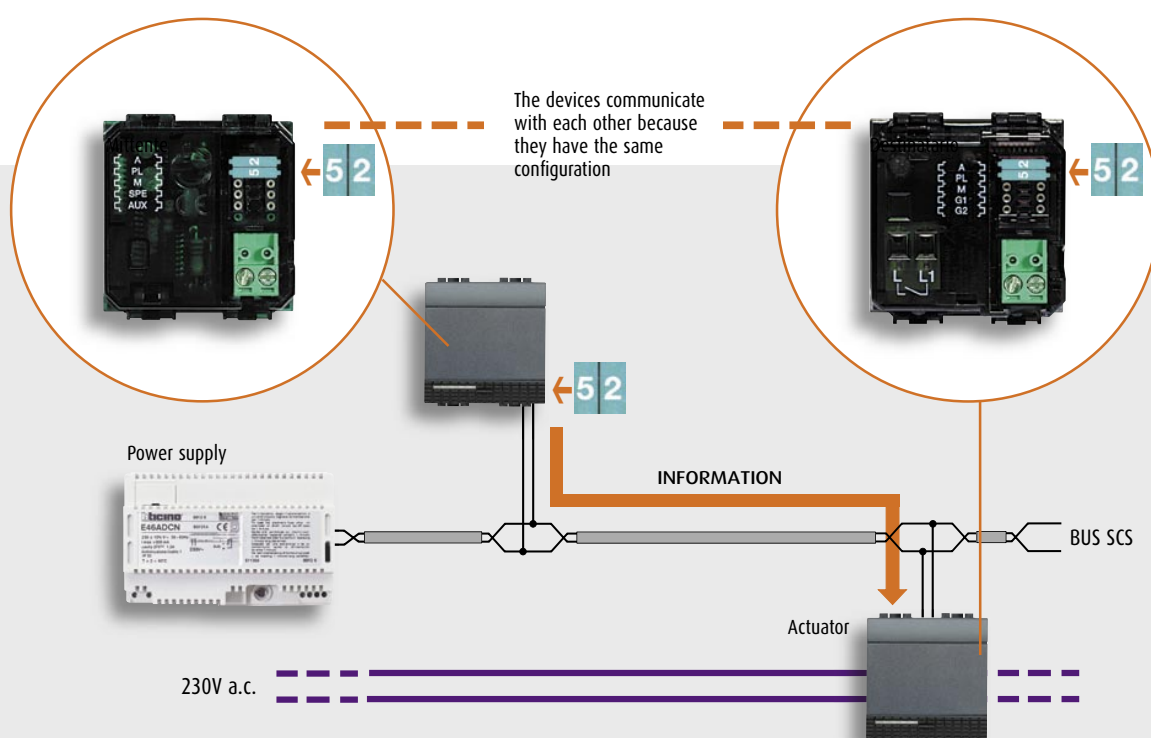 The devices communicate
with each other because
they have the same
configuration
Mittente
A
PL
M
SPE
AUX
5 2
5 2
Destinatario
A
PL
M
G1
G2
L L1
5 2
5 2
5 2
Power supply
bticino
E46ADCN
INFORMATION
BUS SCS
Actuator
230V a.c.